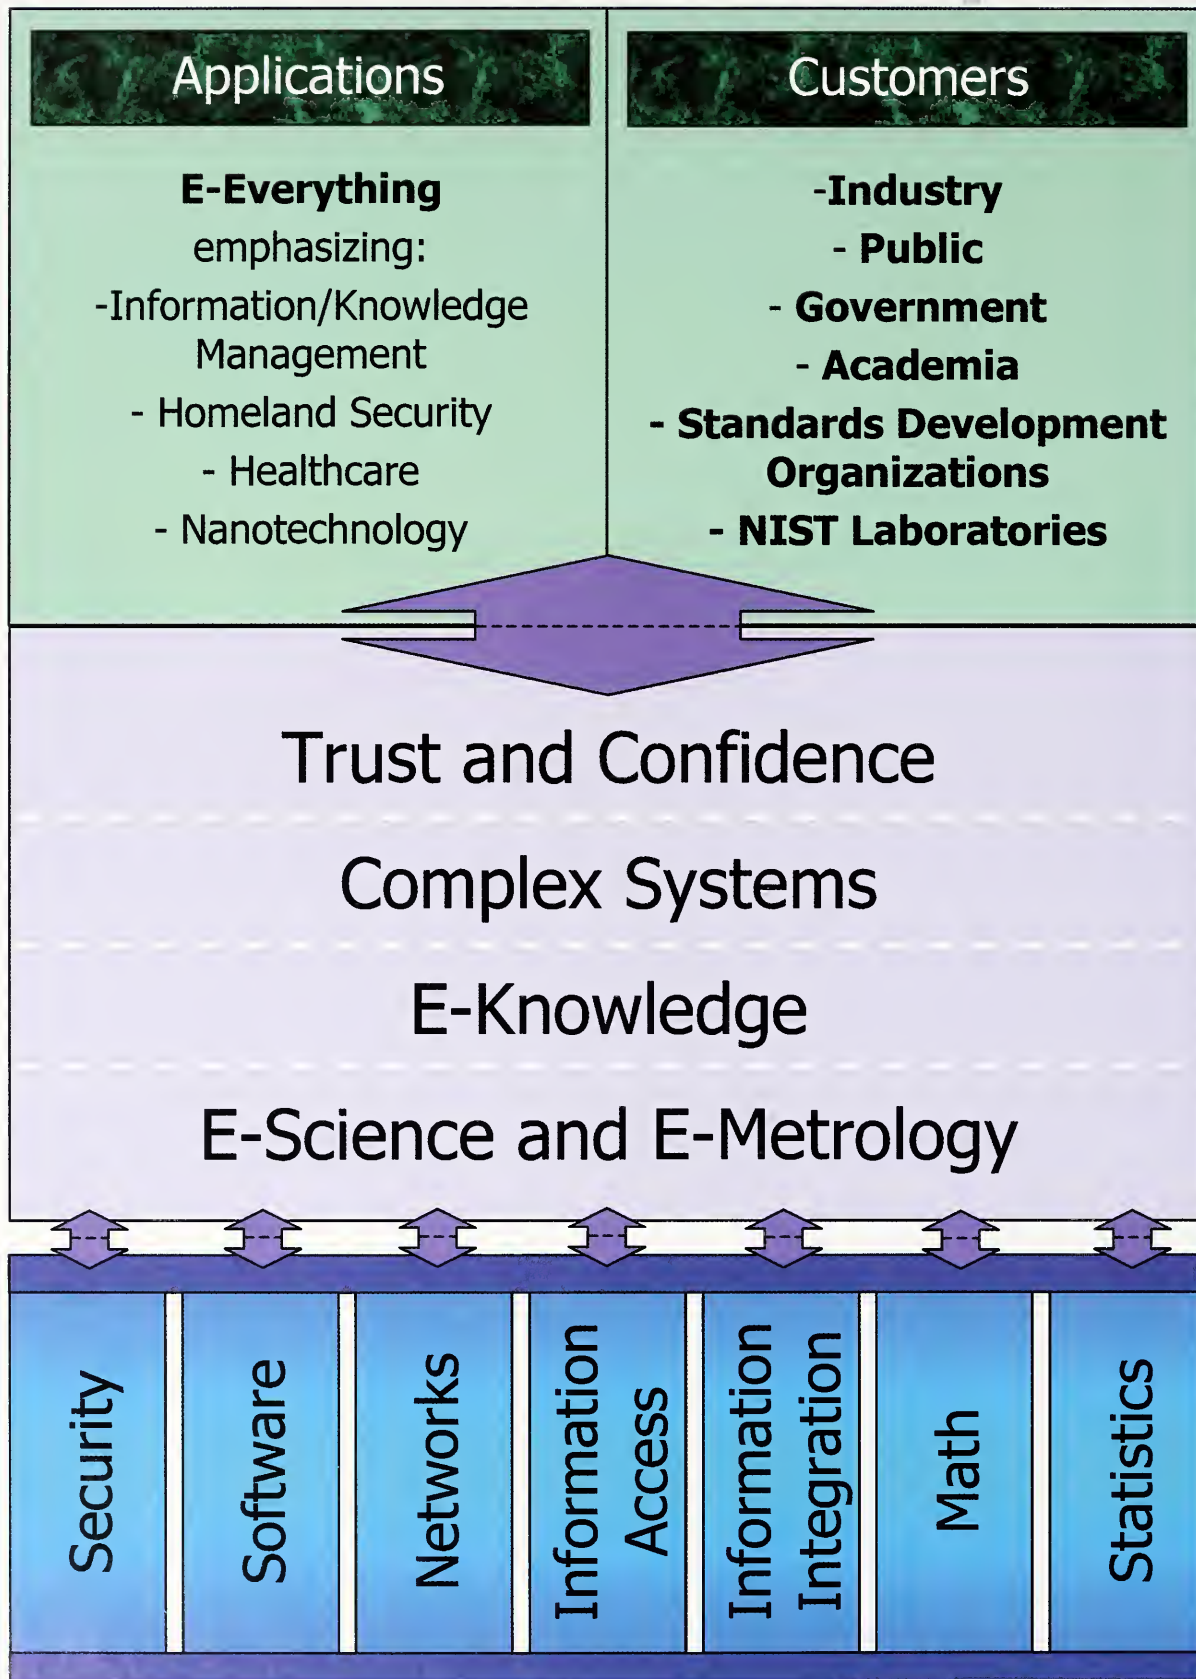 Applications
E-Everything
emphasizing:
-Information/Knowledge
Management
- Homeland Security
- Healthcare
- Nanotechnology
Customers
-Industry
- Public
- Government
- Academia
- Standards Development
Organizations
- NIST Laboratories
Trust and Confidence
Complex Systems
E-Knowledge
E-Science and E-Metrology
Security
Software
Networks
Information
Access
Information
Integration
Math
Statistics